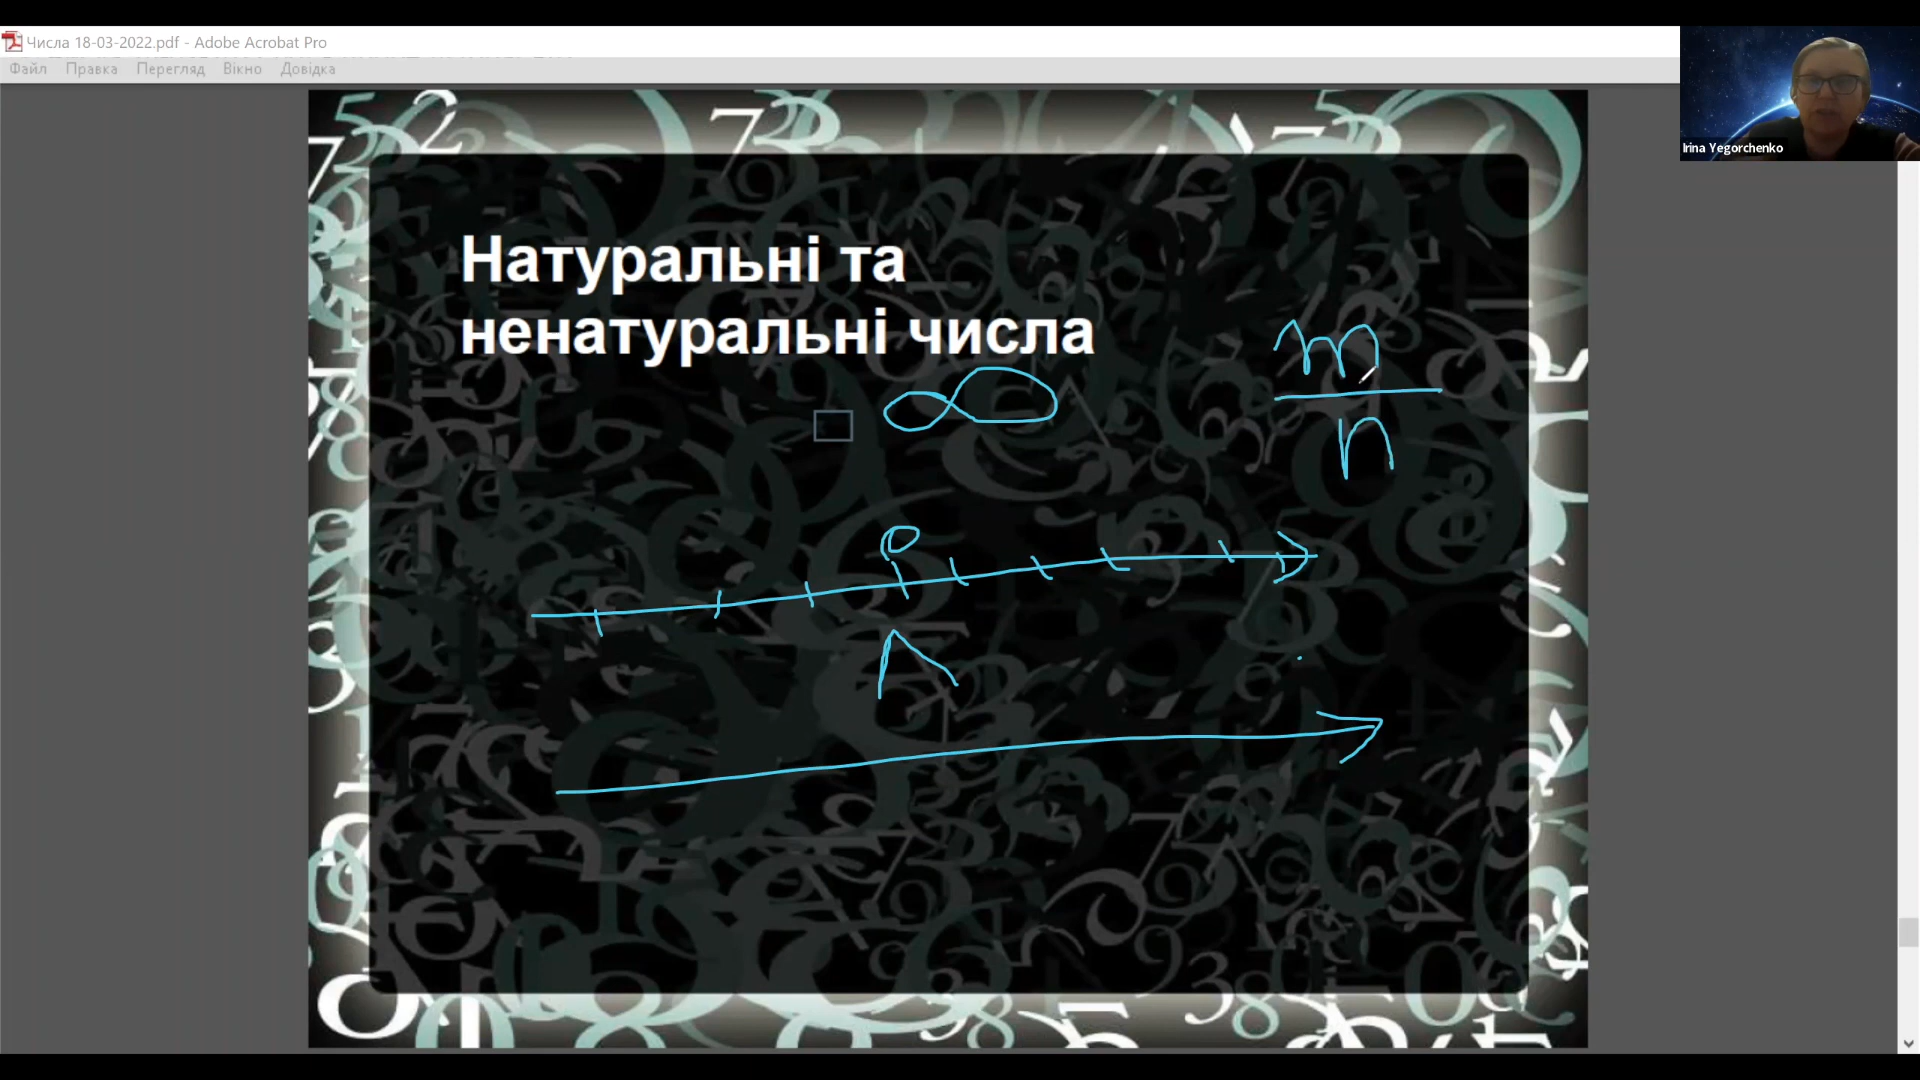 Числа 18-03-2022.pdf - Adobe Acrobat Pro
Файл Правка Перегляд Вікно Довідка
Irina Yegorchenko
Натуральні та
ненатуральні числа
∞
m
n